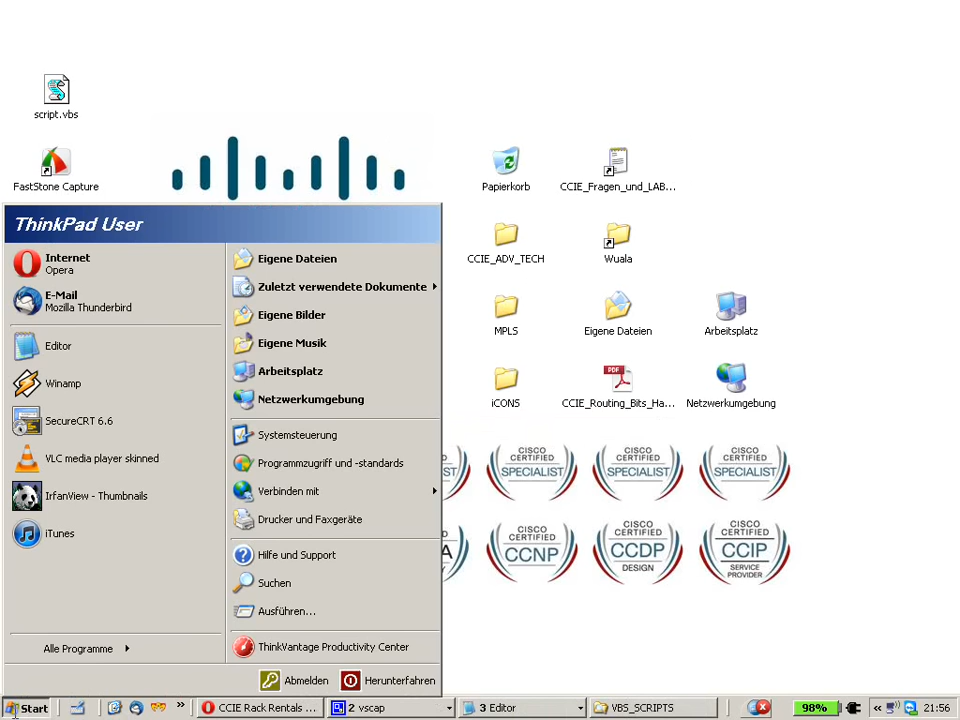 script.vbs
FastStone Capture
Papierkorb
CCIE_Fragen_und_LAB...
CCIE_ADV_TECH
Wuala
MPLS
Eigene Dateien
Arbeitsplatz
iCONS
CCIE_Routing_Bits_Ha...
Netzwerkumgebung
ThinkPad User
Internet
Opera
E-Mail
Mozilla Thunderbird
Editor
Winamp
SecureCRT 6.6
VLC media player skinned
IrfanView - Thumbnails
iTunes
Alle Programme
Eigene Dateien
Zuletzt verwendete Dokumente
Eigene Bilder
Eigene Musik
Arbeitsplatz
Netzwerkumgebung
Systemsteuerung
Programmzugriff und -standards
Verbinden mit
Drucker und Faxgeräte
Hilfe und Support
Suchen
Ausführen...
ThinkVantage Productivity Center
Abmelden
Herunterfahren
CISCO CERTIFIED SPECIALIST
CISCO CERTIFIED SPECIALIST
CISCO CERTIFIED SPECIALIST
CISCO CERTIFIED CCNP
CISCO CERTIFIED CCDP DESIGN
CISCO CERTIFIED CCIP SERVICE PROVIDER
Start
CCIE Rack Rentals ...
2 vscap
3 Editor
VBS_SCRIPTS
98%
21:56